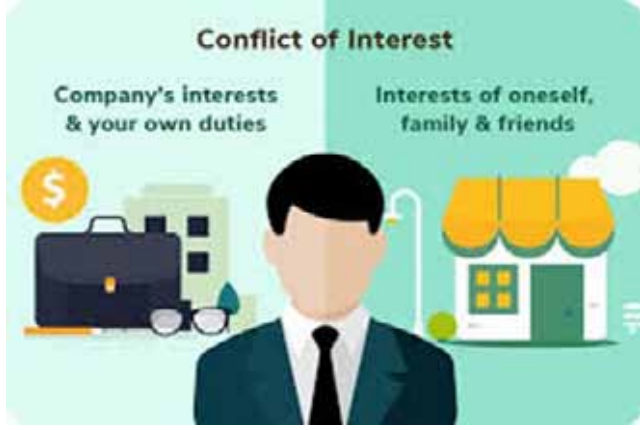 Conflict of Interest
Company's interests
& your own duties
Interests of oneself,
family & friends
$